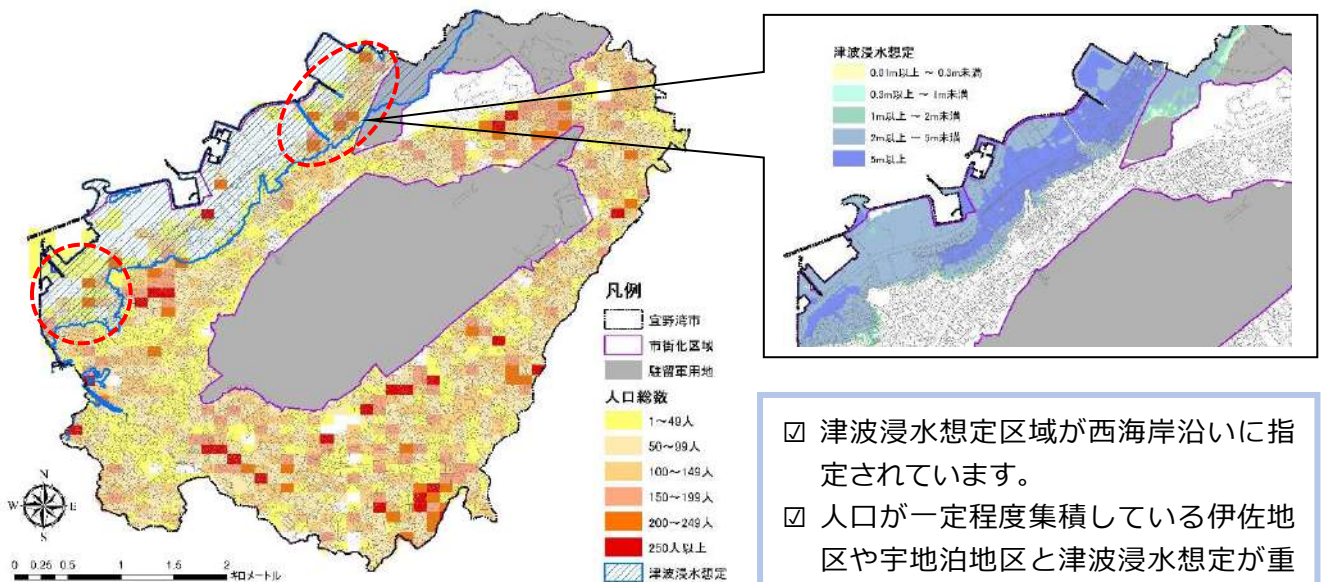 津波浸水想定
0.01m以上 ~ 0.3m未満
0.3m以上 ~ 1m未満
1m以上 ~ 2m未満
2m以上 ~ 5m未満
5m以上
凡例
宜野湾市
市街化区域
駐留軍用地
人口総数
1~49人
50~99人
100~149人
150~199人
200~249人
250人以上
津波浸水想定
N
W E
S
0 0.25 0.5 1 1.5 2
キロメートル
☑ 津波浸水想定区域が西海岸沿いに指
定されています。
☑ 人口が一定程度集積している伊佐地
区や宇地泊地区と津波浸水想定が重